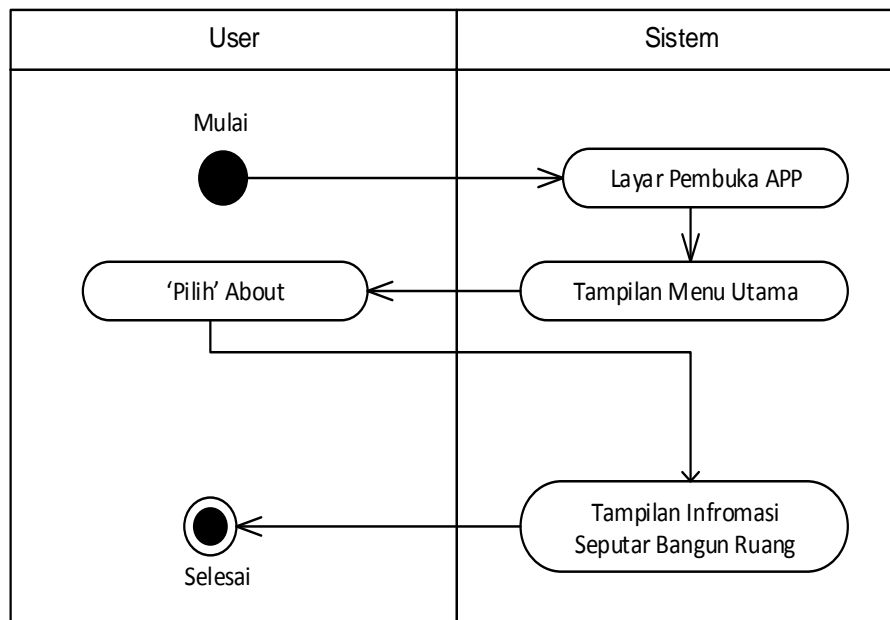 User
Sistem
Mulai
Layar Pembuka APP
‘Pilih’ About
Tampilan Menu Utama
Tampilan Infromasi
Seputar Bangun Ruang
Selesai